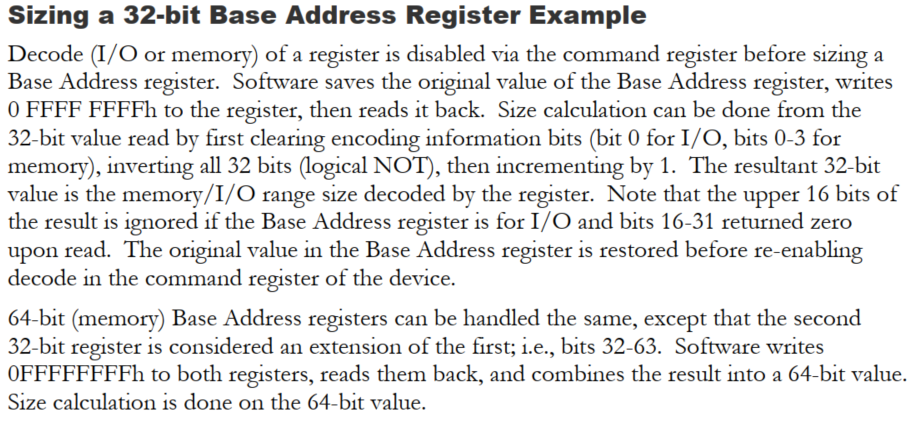 Sizing a 32-bit Base Address Register Example
Decode (I/O or memory) of a register is disabled via the command register before sizing a
Base Address register.  Software saves the original value of the Base Address register, writes
0 FFFF FFFFh to the register, then reads it back.  Size calculation can be done from the
32-bit value read by first clearing encoding information bits (bit 0 for I/O, bits 0-3 for
memory), inverting all 32 bits (logical NOT), then incrementing by 1.  The resultant 32-bit
value is the memory/I/O range size decoded by the register.  Note that the upper 16 bits of
the result is ignored if the Base Address register is for I/O and bits 16-31 returned zero
upon read.  The original value in the Base Address register is restored before re-enabling
decode in the command register of the device.
64-bit (memory) Base Address registers can be handled the same, except that the second
32-bit register is considered an extension of the first; i.e., bits 32-63.  Software writes
0FFFFFFFFh to both registers, reads them back, and combines the result into a 64-bit value.
Size calculation is done on the 64-bit value.